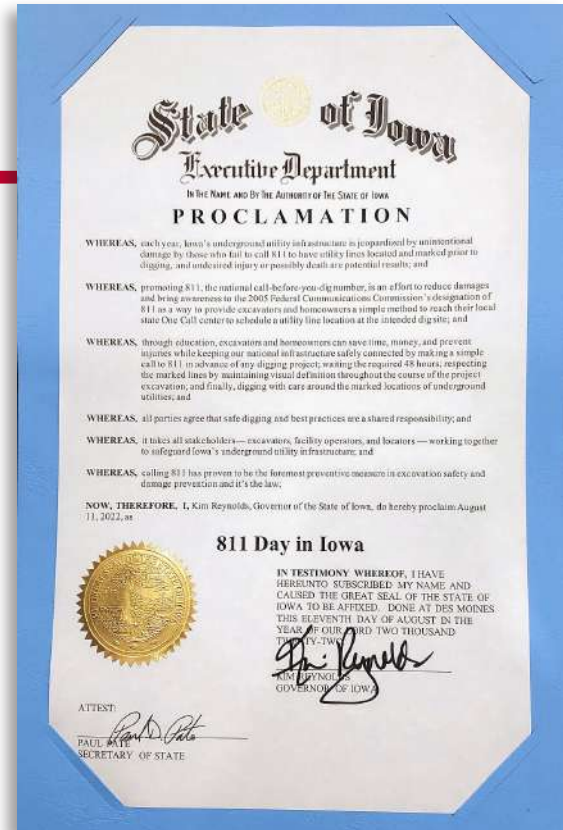 State of Iowa
Executive Department
IN THE NAME AND BY THE AUTHORITY OF THE STATE OF IOWA
PROCLAMATION
WHEREAS, each year, Iowa's underground utility infrastructure is jeopardized by unintentional
damage by those who fail to call 811 to have utility lines located and marked prior to
digging, and undesired injury or possibly death are potential results; and
WHEREAS, promoting 811, the national call-before-you-dig number, is an effort to reduce damages
and bring awareness to the 2005 Federal Communications Commission's designation of
811 as a way to provide excavators and homeowners a simple method to reach their local
state One Call center to schedule a utility line location at the intended dig site; and
WHEREAS, through education, excavators and homeowners can save time, money, and prevent
injuries while keeping our national infrastructure safely connected by making a simple
call to 811 in advance of any digging project; waiting the required 48 hours; respecting
the marked lines by maintaining visual definition throughout the course of the project
excavation; and finally, digging with care around the marked locations of underground
utilities; and
WHEREAS, all parties agree that safe digging and best practices are a shared responsibility; and
WHEREAS, it takes all stakeholders— excavators, facility operators, and locators — working together
to safeguard Iowa's underground utility infrastructure; and
WHEREAS, calling 811 has proven to be the foremost preventive measure in excavation safety and
damage prevention and it's the law;
NOW, THEREFORE, I, Kim Reynolds, Governor of the State of Iowa, do hereby proclaim August
11, 2022, as
811 Day in Iowa
IN TESTIMONY WHEREOF, I HAVE
HEREUNTO SUBSCRIBED MY NAME AND
CAUSED THE GREAT SEAL OF THE STATE OF
IOWA TO BE AFFIXED. DONE AT DES MOINES
THIS ELEVENTH DAY OF AUGUST IN THE
YEAR OF OUR LORD TWO THOUSAND
TWENTY-TWO
Kim Reynolds
KIM REYNOLDS
GOVERNOR OF IOWA
ATTEST:
Paul D. Pate
PAUL PATE
SECRETARY OF STATE